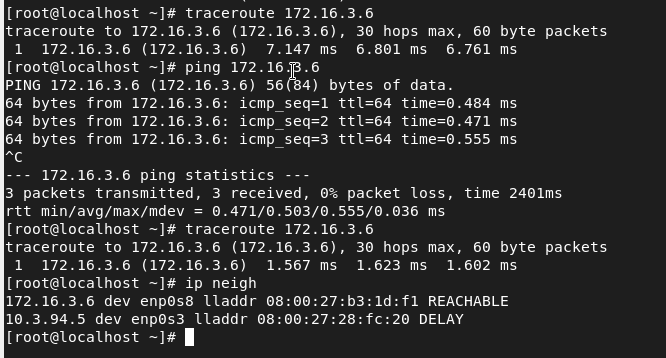 [root@localhost ~]# traceroute 172.16.3.6
traceroute to 172.16.3.6 (172.16.3.6), 30 hops max, 60 byte packets
 1  172.16.3.6 (172.16.3.6)  7.147 ms  6.801 ms  6.761 ms
[root@localhost ~]# ping 172.16.3.6
PING 172.16.3.6 (172.16.3.6) 56(84) bytes of data.
64 bytes from 172.16.3.6: icmp_seq=1 ttl=64 time=0.484 ms
64 bytes from 172.16.3.6: icmp_seq=2 ttl=64 time=0.471 ms
64 bytes from 172.16.3.6: icmp_seq=3 ttl=64 time=0.555 ms
^C
--- 172.16.3.6 ping statistics ---
3 packets transmitted, 3 received, 0% packet loss, time 2401ms
rtt min/avg/max/mdev = 0.471/0.503/0.555/0.036 ms
[root@localhost ~]# traceroute 172.16.3.6
traceroute to 172.16.3.6 (172.16.3.6), 30 hops max, 60 byte packets
 1  172.16.3.6 (172.16.3.6)  1.567 ms  1.623 ms  1.602 ms
[root@localhost ~]# ip neigh
172.16.3.6 dev enp0s8 lladdr 08:00:27:b3:1d:f1 REACHABLE
10.3.94.5 dev enp0s3 lladdr 08:00:27:28:fc:20 DELAY
[root@localhost ~]#